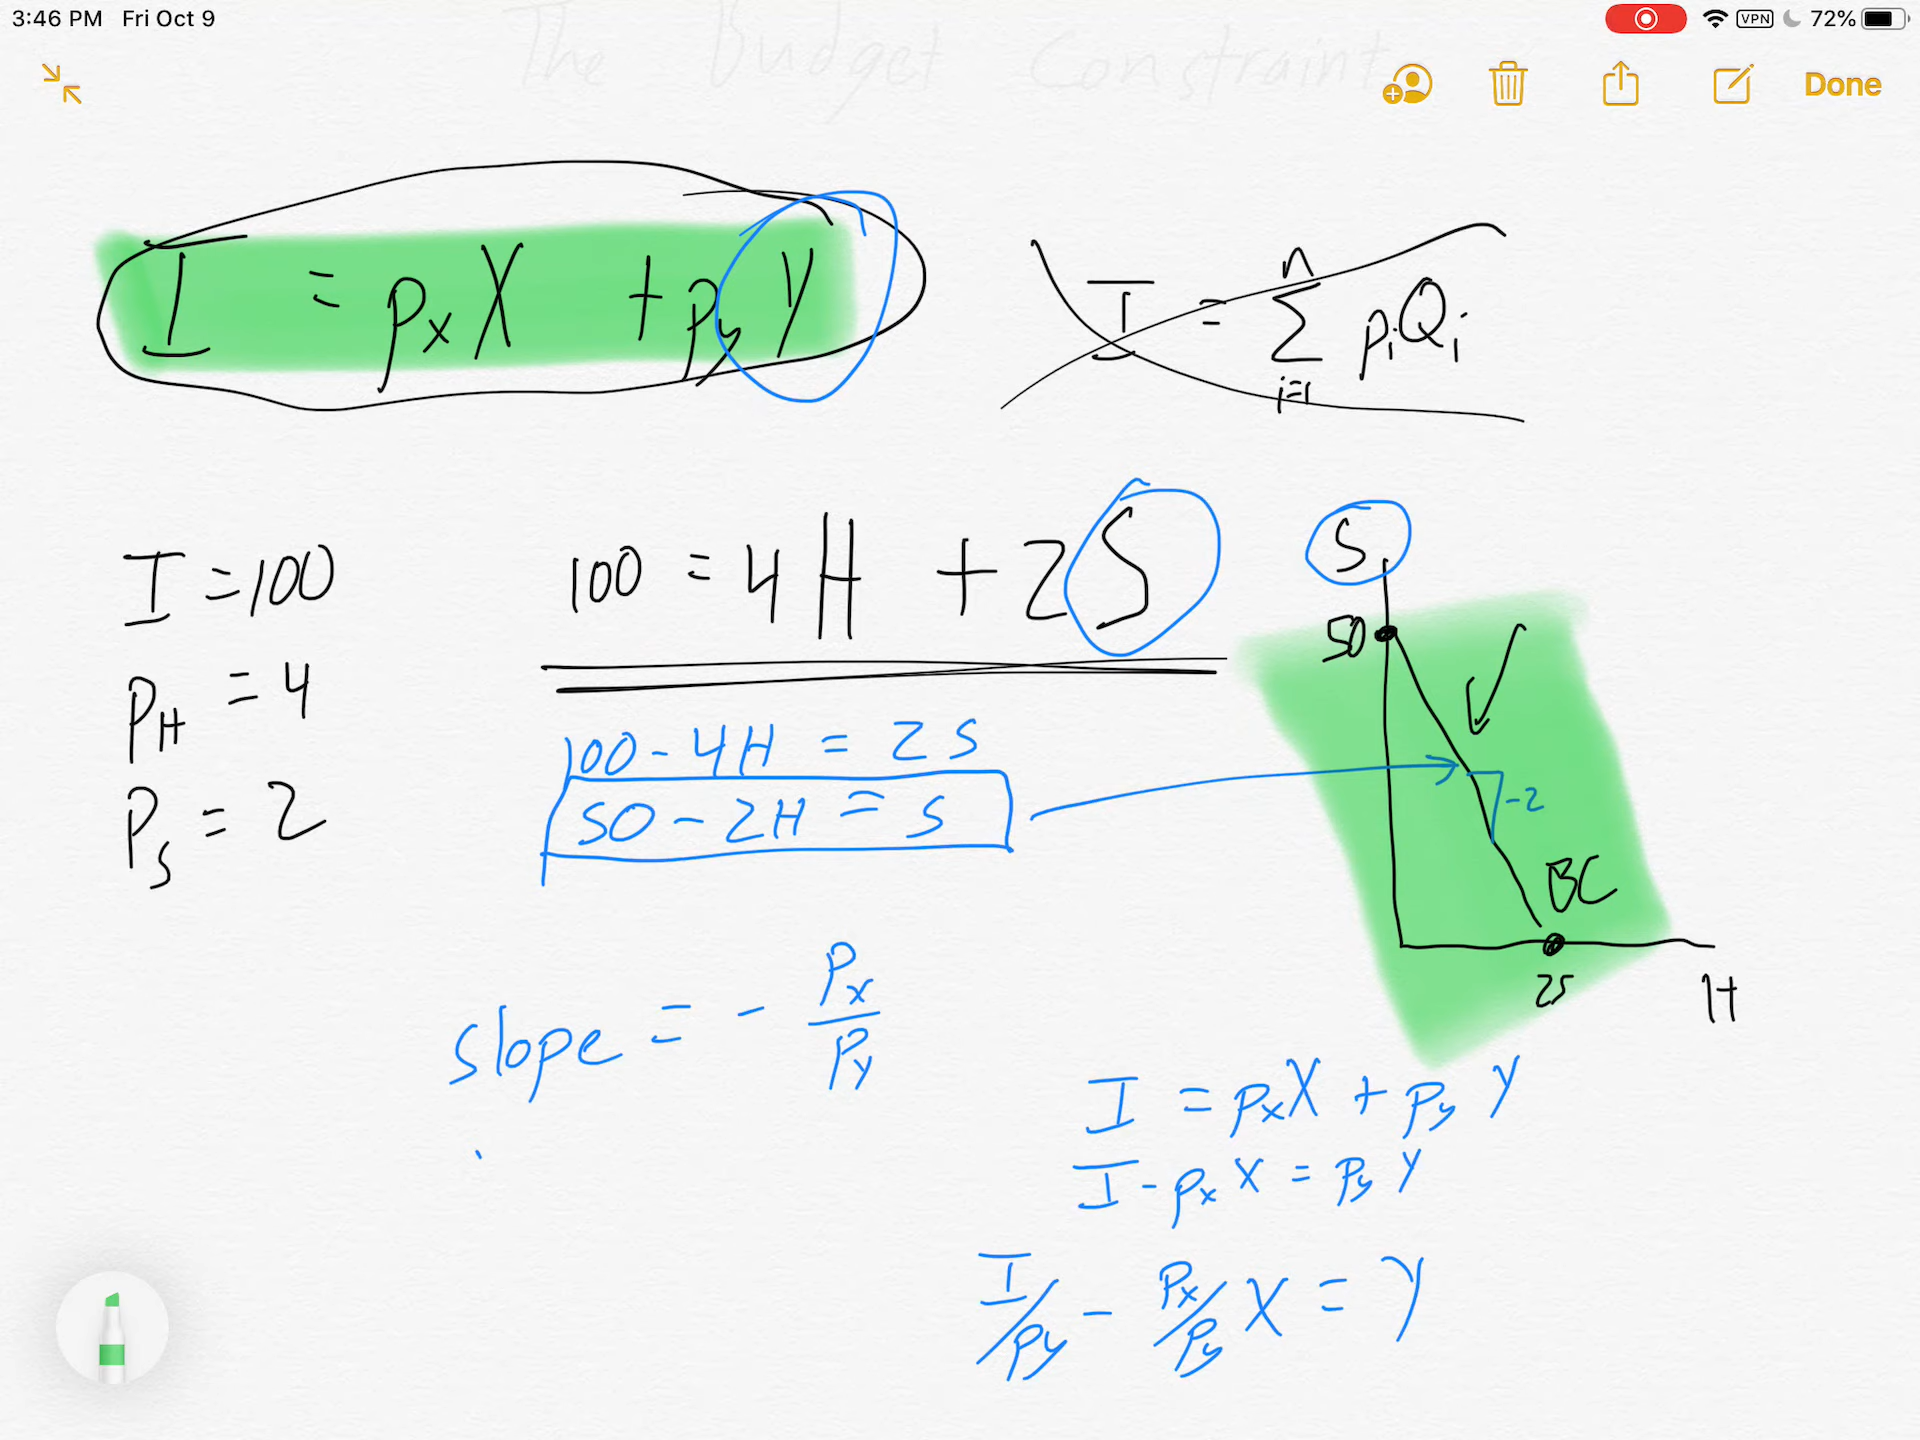 3:46 PM Fri Oct 9
VPN 72%
The Budget Constraint
Done
I = pxX + pyY
I = Σ piQi
n
i=1
I = 100
100 = 4H + 2S
S
50
pH = 4
100 - 4H = 2S
50 - 2H = S
-2
Ps = 2
BC
25
H
slope = - Px/Py
I = pxX + pyY
I - pxX = pyY
I/py - Px/PyX = Y